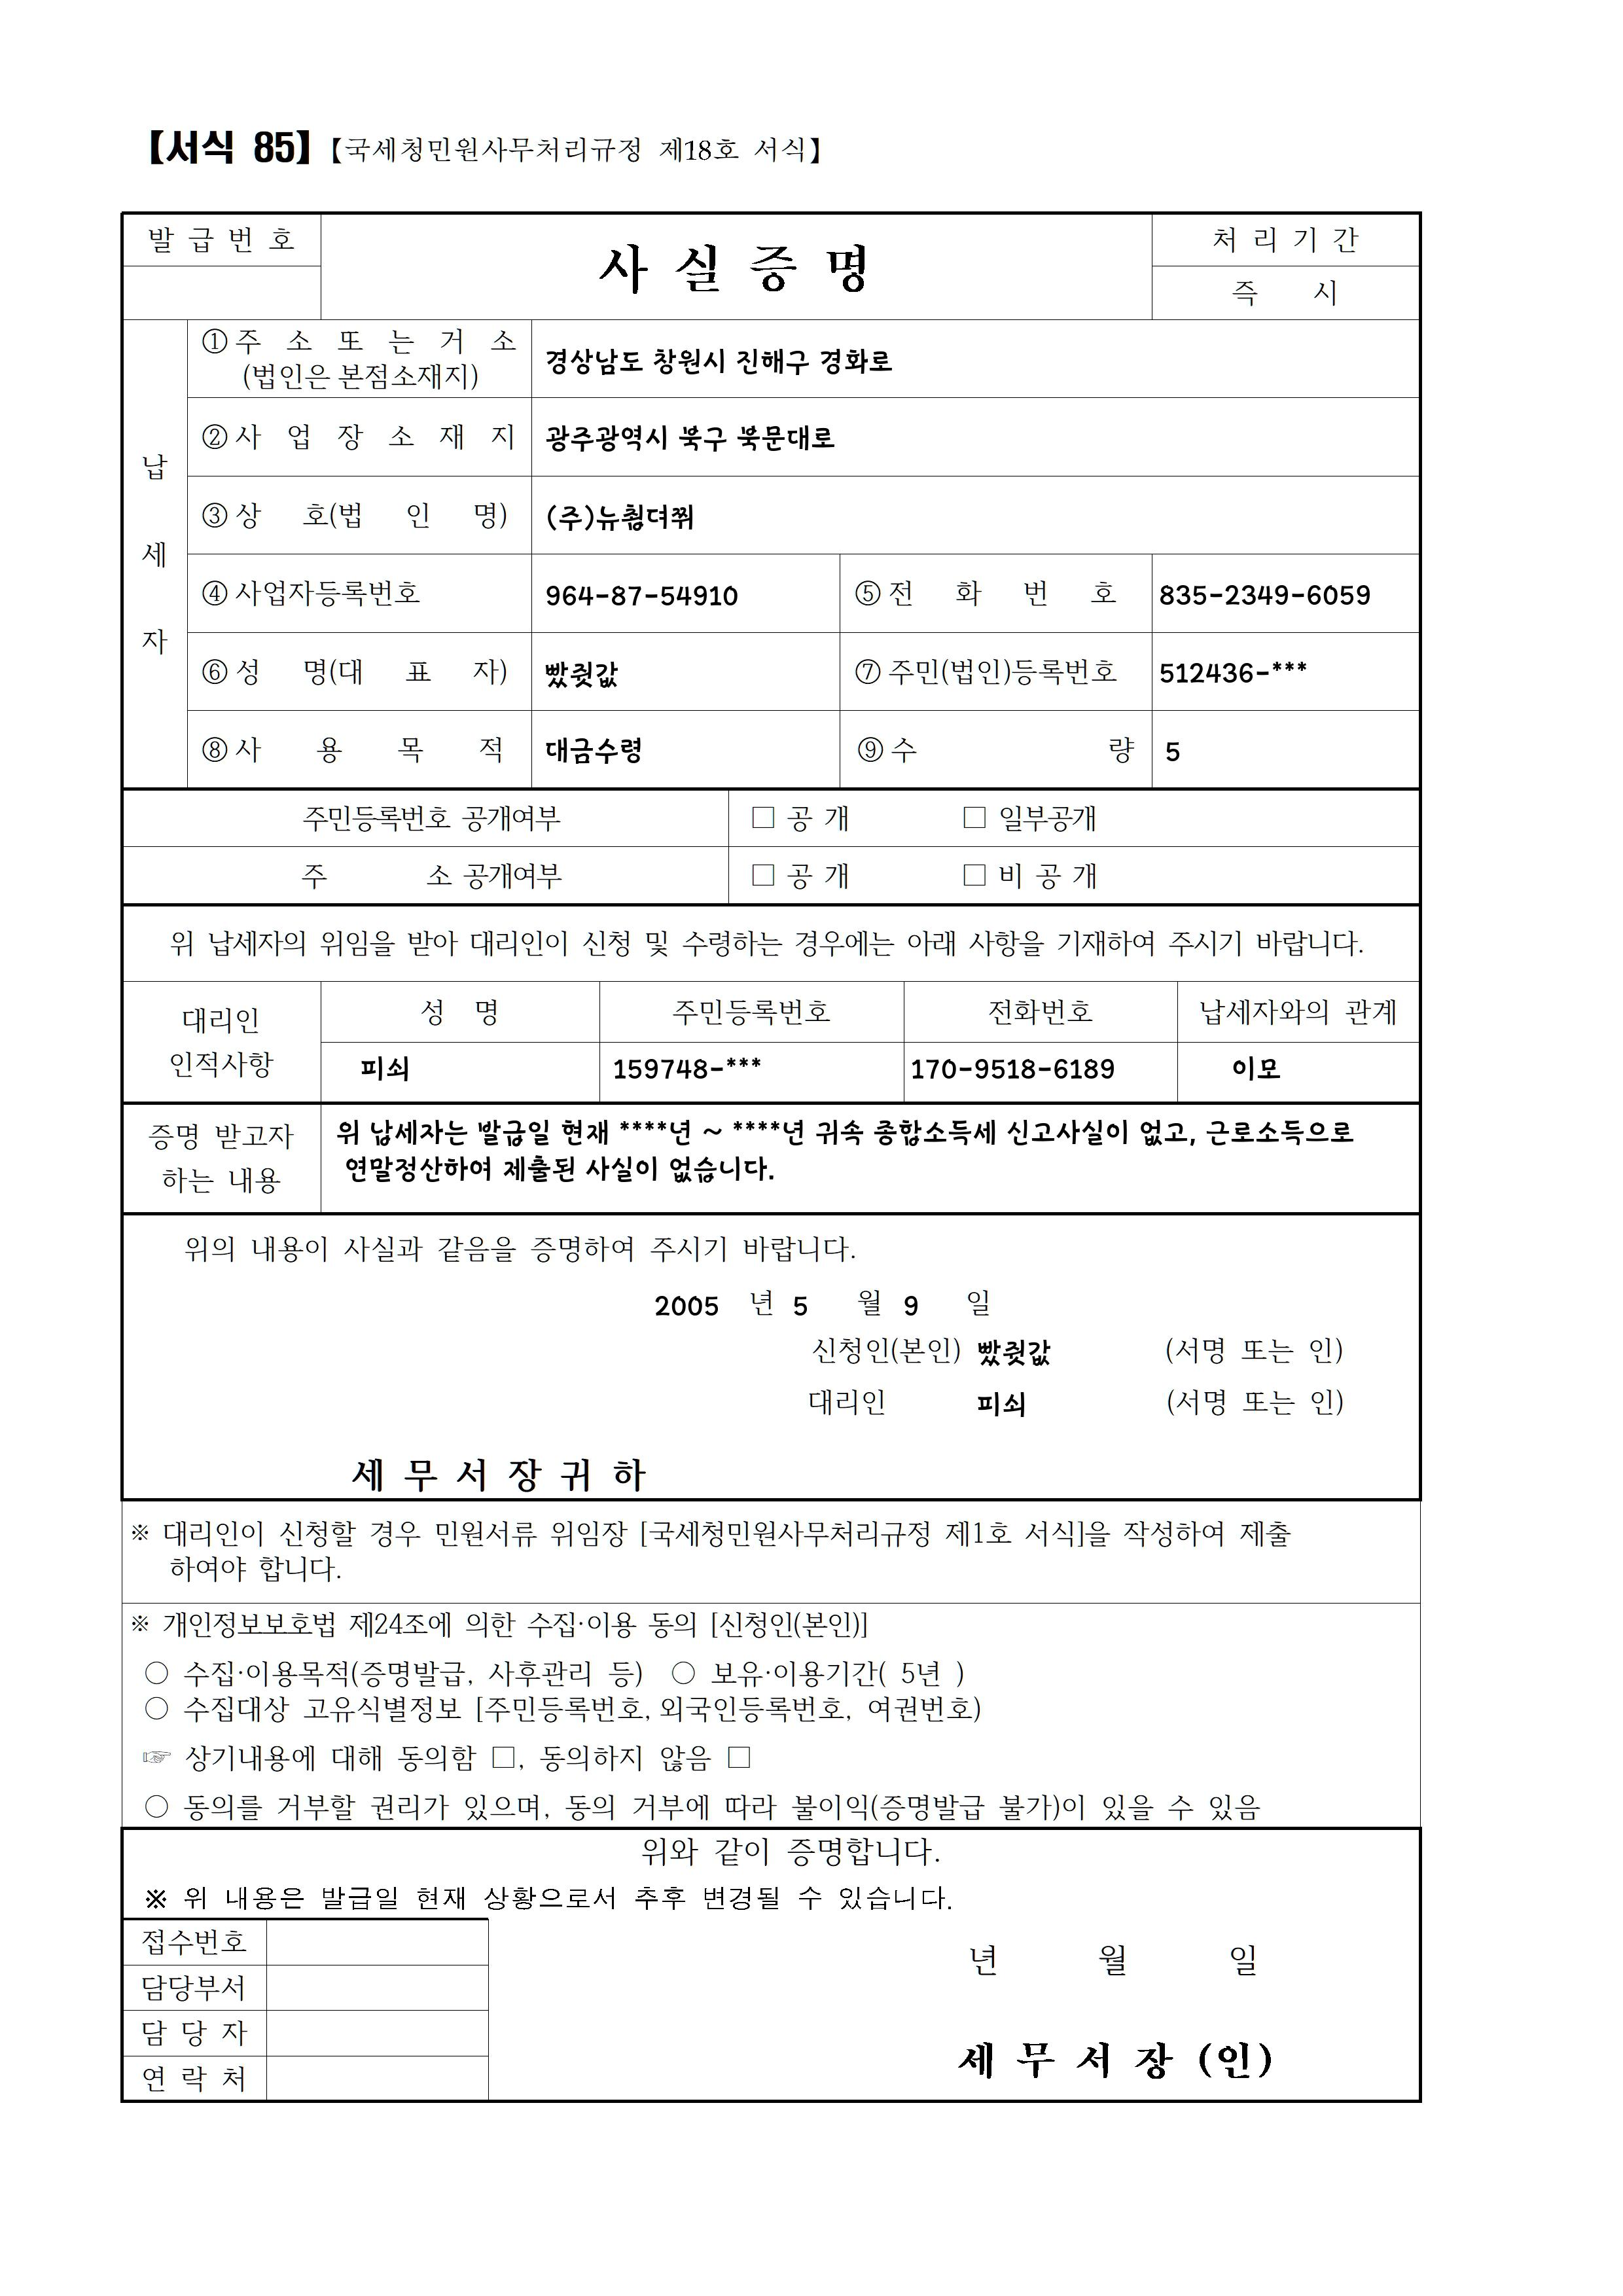 【서식 85】【국세청민원사무처리규정 제18호 서식】
발 급 번 호
사 실 증 명
처 리 기 간
즉 시
납 세 자
① 주 소 또 는 거 소
(법인은 본점소재지)
경상남도 창원시 진해구 경화로
② 사 업 장 소 재 지
광주광역시 북구 북문대로
③ 상 호(법 인 명)
④ 사업자등록번호
964-87-54910
⑤ 전 화 번 호
835-2349-6059
⑥ 성 명(대 표 자)
빴줫값
⑦ 주민(법인)등록번호
512436-***
⑧ 사 용 목 적
대금수령
⑨ 수 량
5
주민등록번호 공개여부
□ 공 개 □ 일부공개
주 소 공개여부
□ 공 개 □ 비 공 개
위 납세자의 위임을 받아 대리인이 신청 및 수령하는 경우에는 아래 사항을 기재하여 주시기 바랍니다.
대리인
인적사항
성 명 주민등록번호 전화번호 납세자와의 관계
피쇠 159748-*** 170-9518-6189 이모
증명 받고자
하는 내용
위 납세자는 발급일 현재 ****년 ~ ****년 귀속 종합소득세 신고사실이 없고, 근로소득으로
연말정산하여 제출된 사실이 없습니다.
위의 내용이 사실과 같음을 증명하여 주시기 바랍니다.
2005 년 5 월 9 일
신청인(본인) 빴줫값 (서명 또는 인)
대리인 피쇠 (서명 또는 인)
세 무 서 장 귀 하
※ 대리인이 신청할 경우 민원서류 위임장 [국세청민원사무처리규정 제1호 서식]을 작성하여 제출
하여야 합니다.
※ 개인정보보호법 제24조에 의한 수집·이용 동의 [신청인(본인)]
○ 수집·이용목적(증명발급, 사후관리 등) ○ 보유·이용기간( 5년 )
○ 수집대상 고유식별정보 [주민등록번호, 외국인등록번호, 여권번호)
☞ 상기내용에 대해 동의함 □, 동의하지 않음 □
○ 동의를 거부할 권리가 있으며, 동의 거부에 따라 불이익(증명발급 불가)이 있을 수 있음
위와 같이 증명합니다.
※ 위 내용은 발급일 현재 상황으로서 추후 변경될 수 있습니다.
접수번호
담당부서
담 당 자
연 락 처
년 월 일
세 무 서 장 (인)